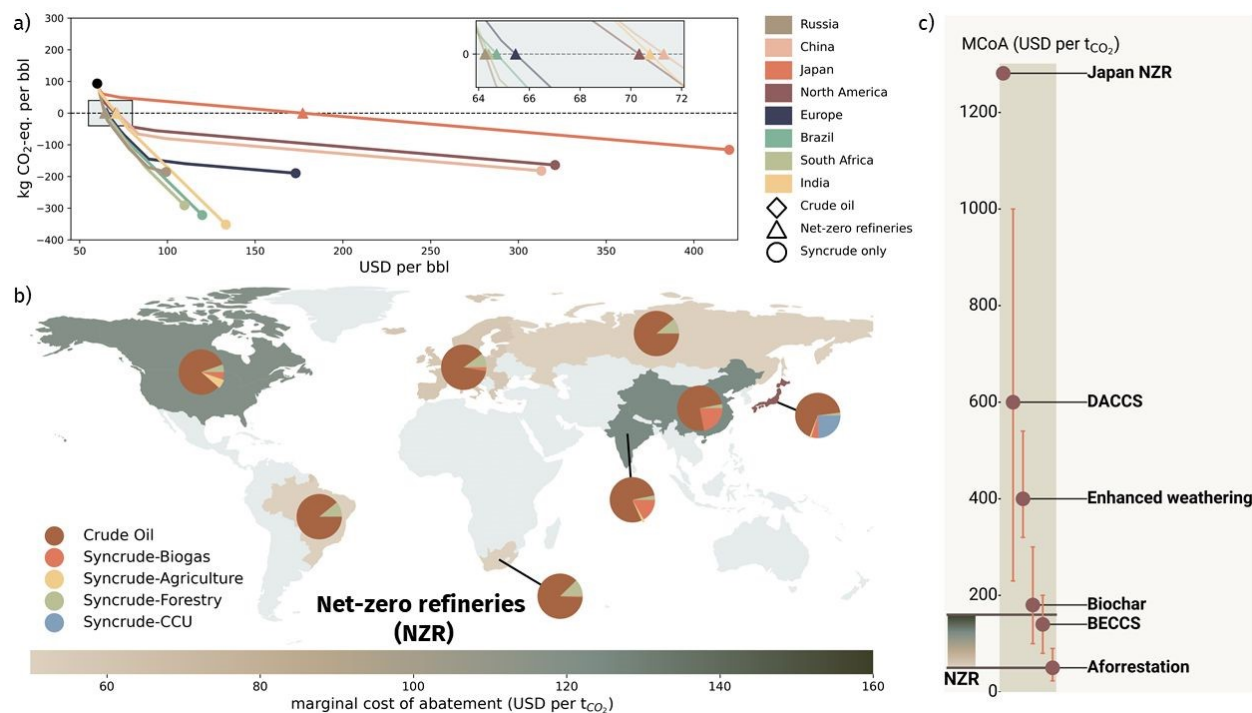 a)
300
200
100
0
−100
−200
−300
−400
kg CO2-eq. per bbl
50
100
150
200
250
300
350
400
USD per bbl
0
64
66
68
70
72
Russia
China
Japan
North America
Europe
Brazil
South Africa
India
Crude oil
Net-zero refineries
Syncrude only
b)
Crude Oil
Syncrude-Biogas
Syncrude-Agriculture
Syncrude-Forestry
Syncrude-CCU
Net-zero refineries
(NZR)
60
80
100
120
140
160
marginal cost of abatement (USD per tCO2)
c)
MCoA (USD per tCO2)
Japan NZR
1200
1000
800
DACCS
600
Enhanced weathering
400
Biochar
200
BECCS
Aforrestation
NZR
0